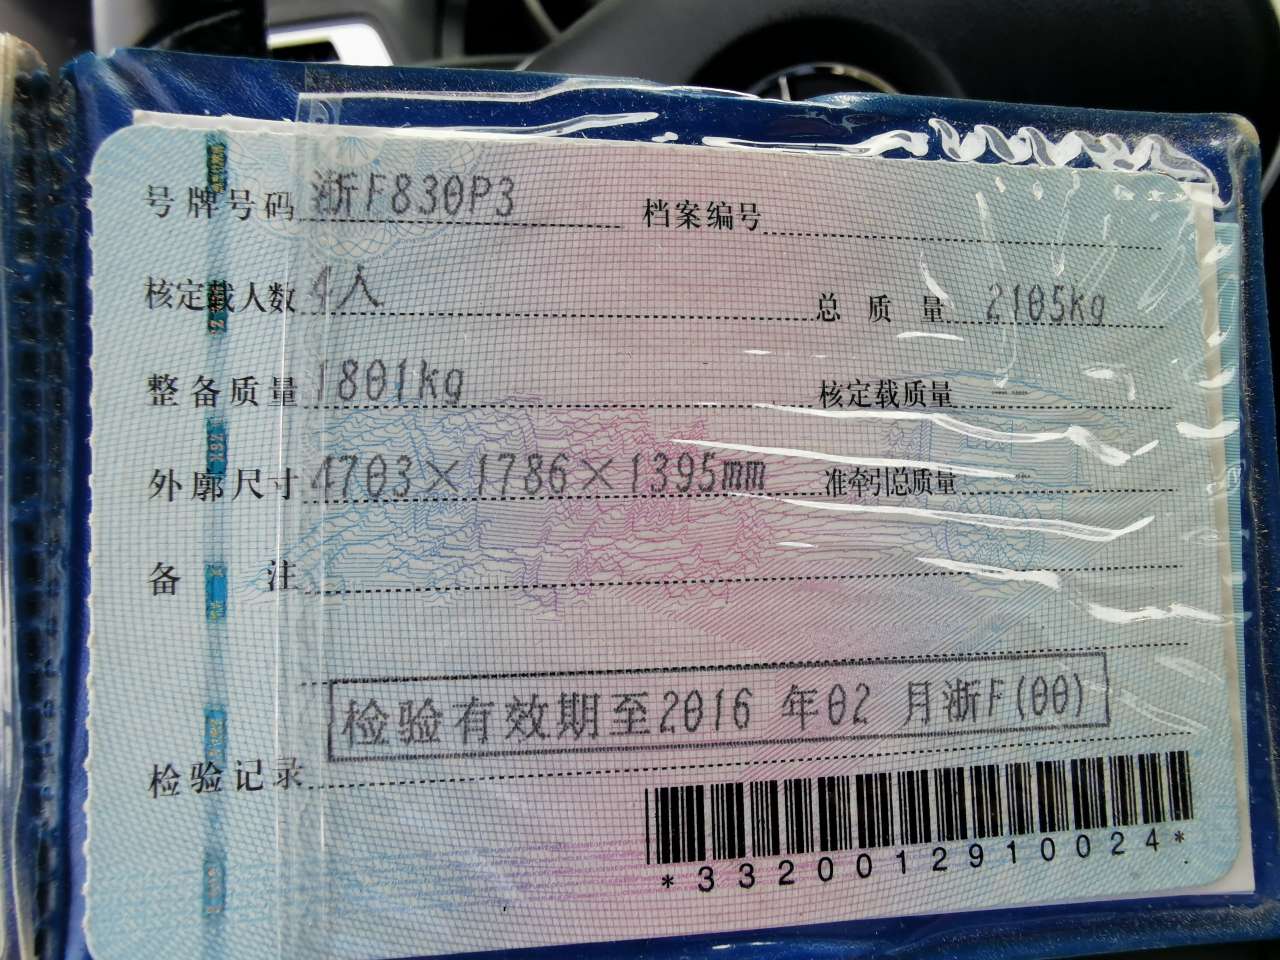 号牌号码 浙F830P3 档案编号
核定载人数 4人 总质量 2105kg
整备质量 1801kg 核定载质量
外廓尺寸 4703×1786×1395mm 准牵引总质量
备注
检验有效期至2016 年02 月浙F(00)
检验记录
*3320012910024*